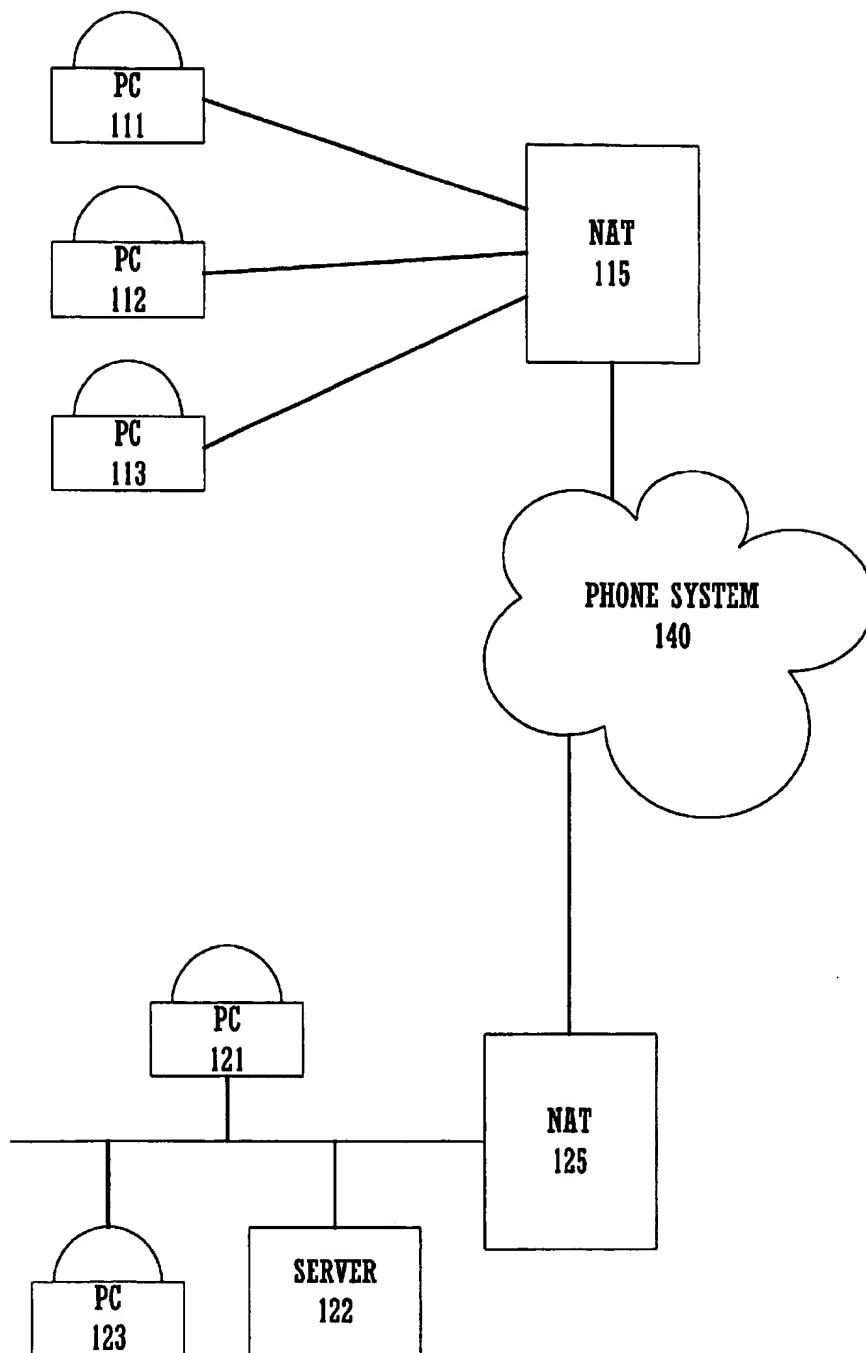 PC
111
PC
112
PC
113
NAT
115
PHONE SYSTEM
140
PC
121
NAT
125
PC
123
SERVER
122